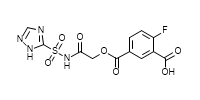 F
N N O O
N S N O OH
H O O H O O